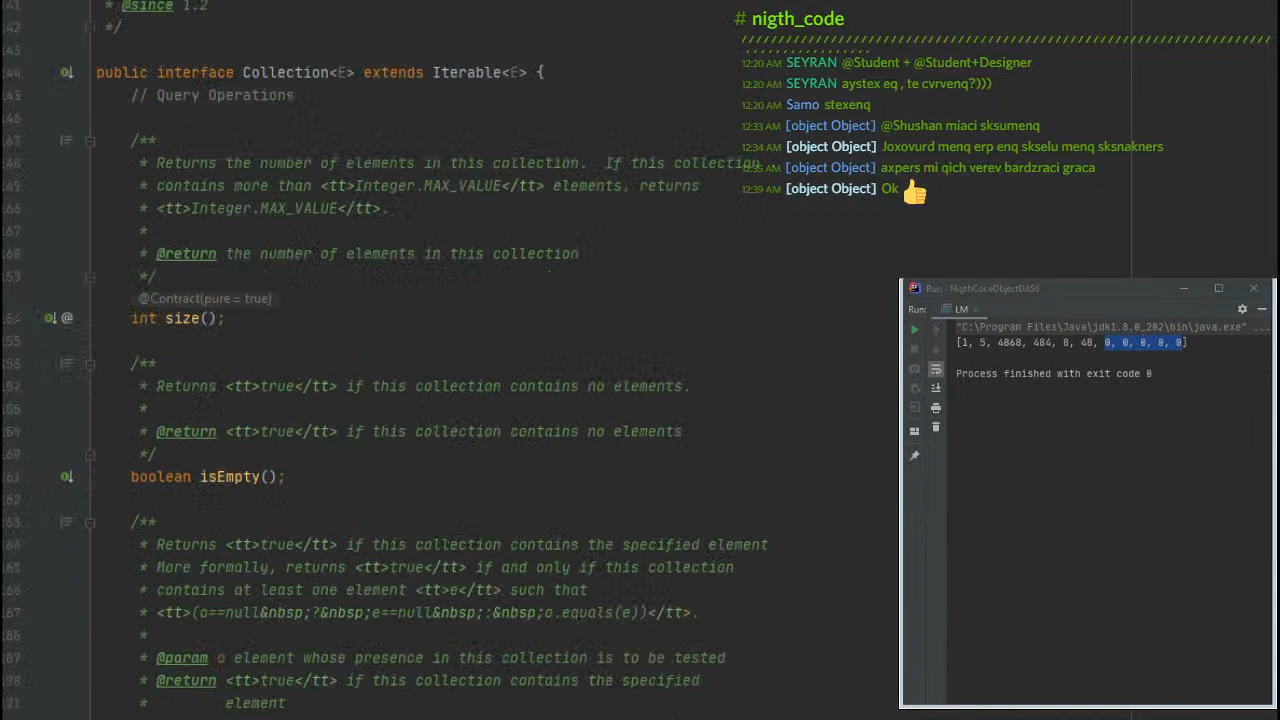 * @since 1.2
*/
public interface Collection<E> extends Iterable<E> {
// Query Operations
/**
* Returns the number of elements in this collection.  If this collection
* contains more than <tt>Integer.MAX_VALUE</tt> elements, returns
* <tt>Integer.MAX_VALUE</tt>.
*
* @return the number of elements in this collection
*/
@Contract(pure = true)
int size();
/**
* Returns <tt>true</tt> if this collection contains no elements.
*
* @return <tt>true</tt> if this collection contains no elements
*/
boolean isEmpty();
/**
* Returns <tt>true</tt> if this collection contains the specified element
* More formally, returns <tt>true</tt> if and only if this collection
* contains at least one element <tt>e</tt> such that
* <tt>(o==null&nbsp;?&nbsp;e==null&nbsp;:&nbsp;o.equals(e))</tt>.
*
* @param o element whose presence in this collection is to be tested
* @return <tt>true</tt> if this collection contains the specified
* element
# nigth_code
12:20 AM SEYRAN @Student + @Student+Designer
12:20 AM SEYRAN aystex eq , te cvrvenq?)))
12:20 AM Samo stexenq
12:33 AM [object Object] @Shushan miaci sksumenq
12:34 AM [object Object] Joxovurd menq erp enq skselu menq sksnakners
12:35 AM [object Object] axpers mi qich verev bardzraci graca
12:39 AM [object Object] Ok 👍
Run - NigthCoceObjectDAS6
Run: LM
"C:\Program Files\Java\jdk1.8.0_202\bin\java.exe" ...
[1, 5, 4868, 484, 8, 48, 0, 0, 0, 0, 0]
Process finished with exit code 0